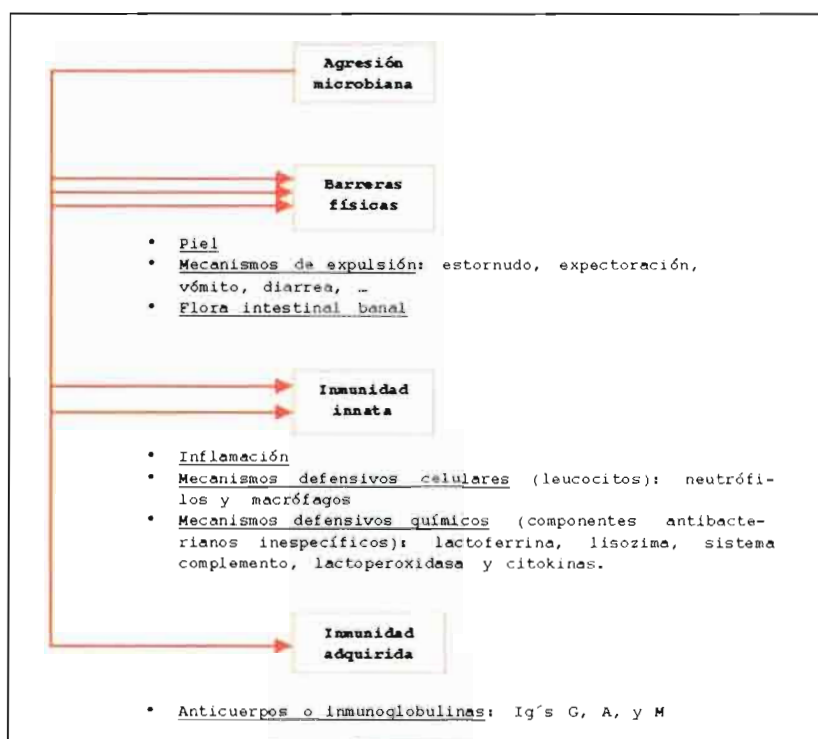 Agresión
microbiana
Barreras
físicas
• Piel
• Mecanismos de expulsión: estornudo, expectoración,
vómito, diarrea, …
• Flora intestinal banal
Inmunidad
innata
• Inflamación
• Mecanismos defensivos celulares (leucocitos): neutrófi-
los y macrófagos
• Mecanismos defensivos químicos (componentes antibacte-
rianos inespecíficos): lactoferrina, lisozima, sistema
complemento, lactoperoxidasa y citokinas.
Inmunidad
adquirida
• Anticuerpos o inmunoglobulinas: Ig´s G, A, y M